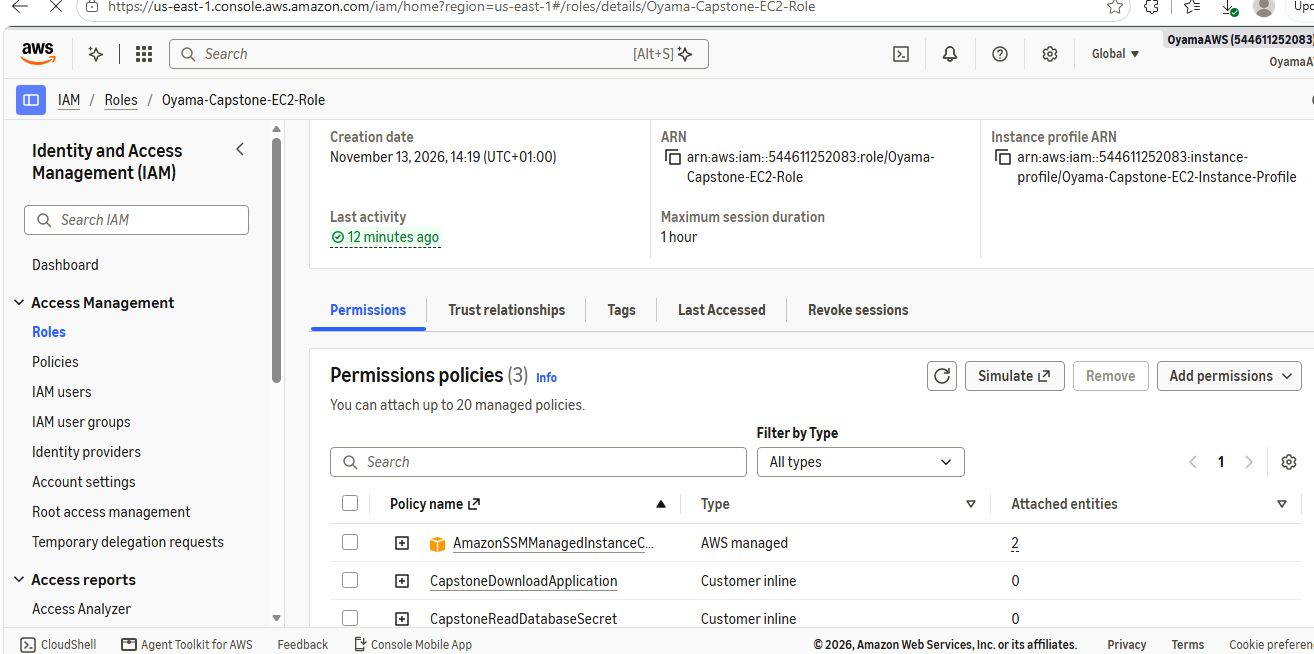 https://us-east-1.console.aws.amazon.com/iam/home?region=us-east-1#/roles/details/Oyama-Capstone-EC2-Role
aws
Search
[Alt+S]
Global
OyamaAWS (544611252083)
IAM / Roles / Oyama-Capstone-EC2-Role
Identity and Access
Management (IAM)
Search IAM
Dashboard
Access Management
Roles
Policies
IAM users
IAM user groups
Identity providers
Account settings
Root access management
Temporary delegation requests
Access reports
Access Analyzer
Creation date
November 13, 2026, 14:19 (UTC+01:00)
Last activity
12 minutes ago
ARN
arn:aws:iam::544611252083:role/Oyama-
Capstone-EC2-Role
Maximum session duration
1 hour
Instance profile ARN
arn:aws:iam::544611252083:instance-
profile/Oyama-Capstone-EC2-Instance-Profile
Permissions
Trust relationships
Tags
Last Accessed
Revoke sessions
Permissions policies (3) Info
You can attach up to 20 managed policies.
Simulate
Remove
Add permissions
Filter by Type
Search
All types
1
Policy name Type Attached entities
AmazonSSMManagedInstanceC... AWS managed 2
CapstoneDownloadApplication Customer inline 0
CapstoneReadDatabaseSecret Customer inline 0
CloudShell
Agent Toolkit for AWS
Feedback
Console Mobile App
© 2026, Amazon Web Services, Inc. or its affiliates.
Privacy
Terms
Cookie